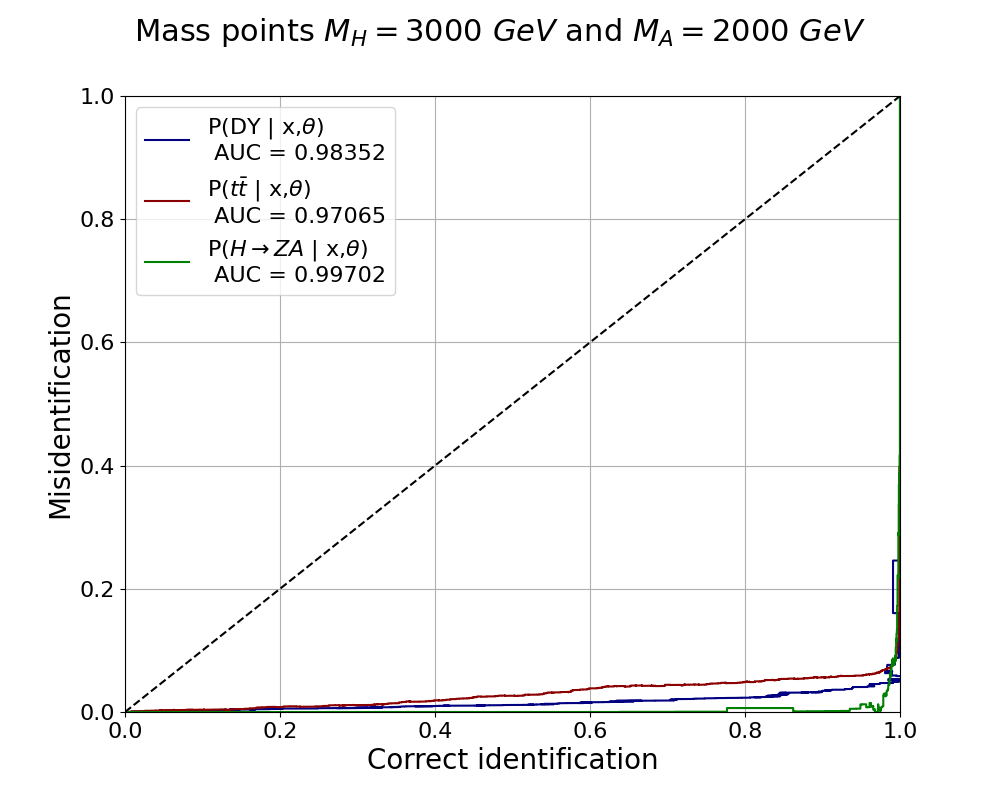 Mass points M_H = 3000 GeV and M_A = 2000 GeV
1.0
P(DY | x,θ)
AUC = 0.98352
P(tt̄ | x,θ)
AUC = 0.97065
P(H → ZA | x,θ)
AUC = 0.99702
0.8
0.6
0.4
0.2
0.0
Misidentification
0.0 0.2 0.4 0.6 0.8 1.0
Correct identification